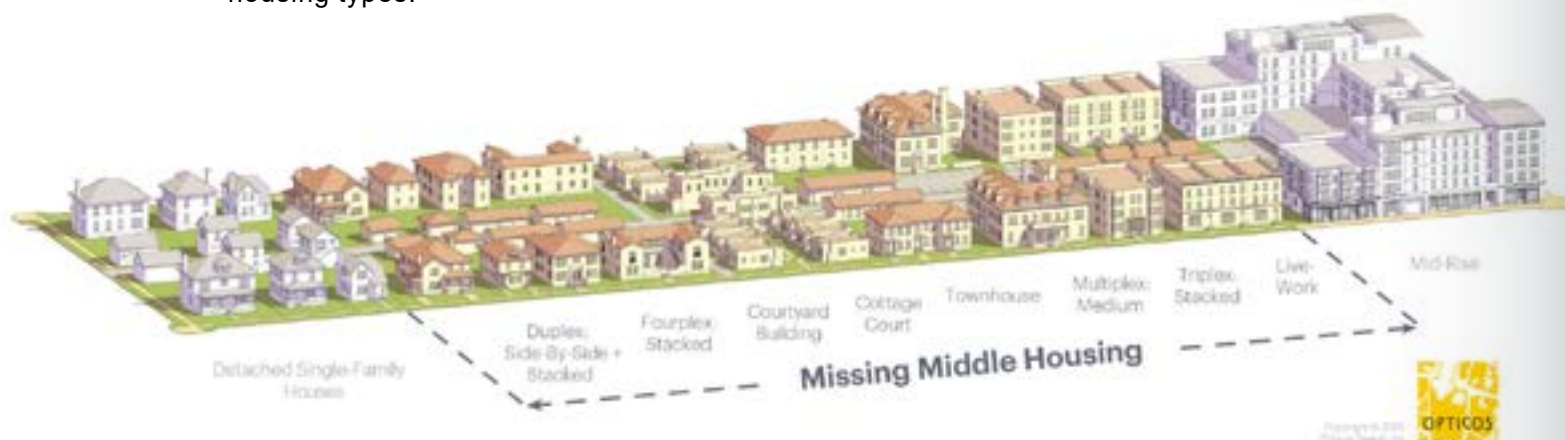 housing types.
Detached Single-Family
Houses
Duplex:
Side-By-Side +
Stacked
Fourplex:
Stacked
Courtyard
Building
Cottage
Court
Townhouse
Multiplex:
Medium
Triplex:
Stacked
Live-
Work
Mid-Rise
Missing Middle Housing
OPTICOS